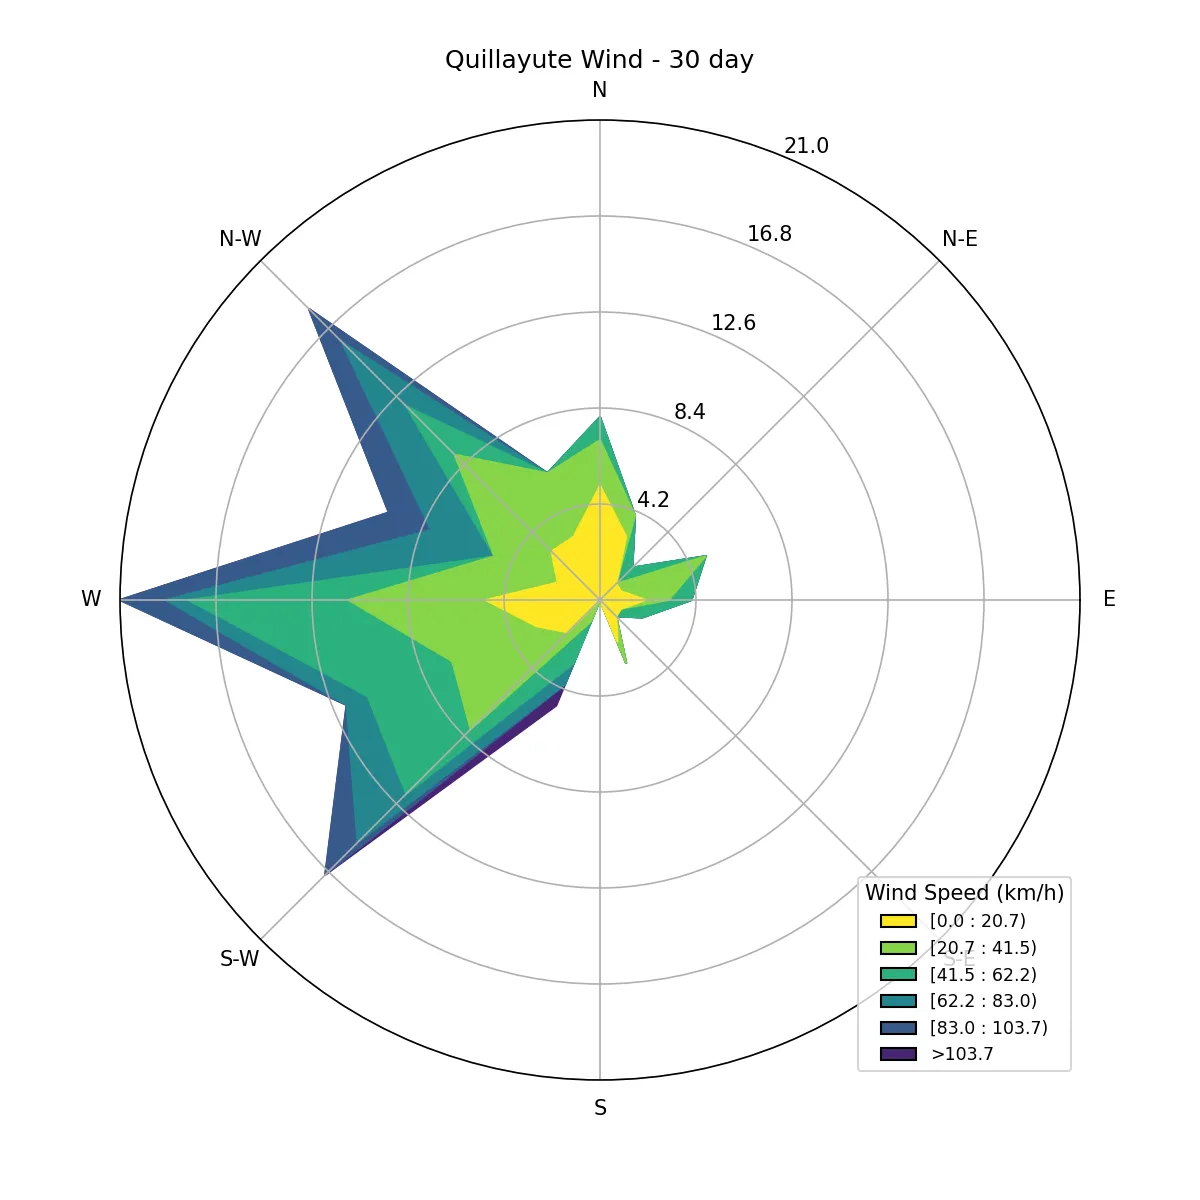 Quillayute Wind - 30 day
N
21.0
16.8
N-W
N-E
12.6
8.4
4.2
W
E
S-W
S-E
Wind Speed (km/h)
[0.0 : 20.7)
[20.7 : 41.5)
[41.5 : 62.2)
[62.2 : 83.0)
[83.0 : 103.7)
>103.7
S